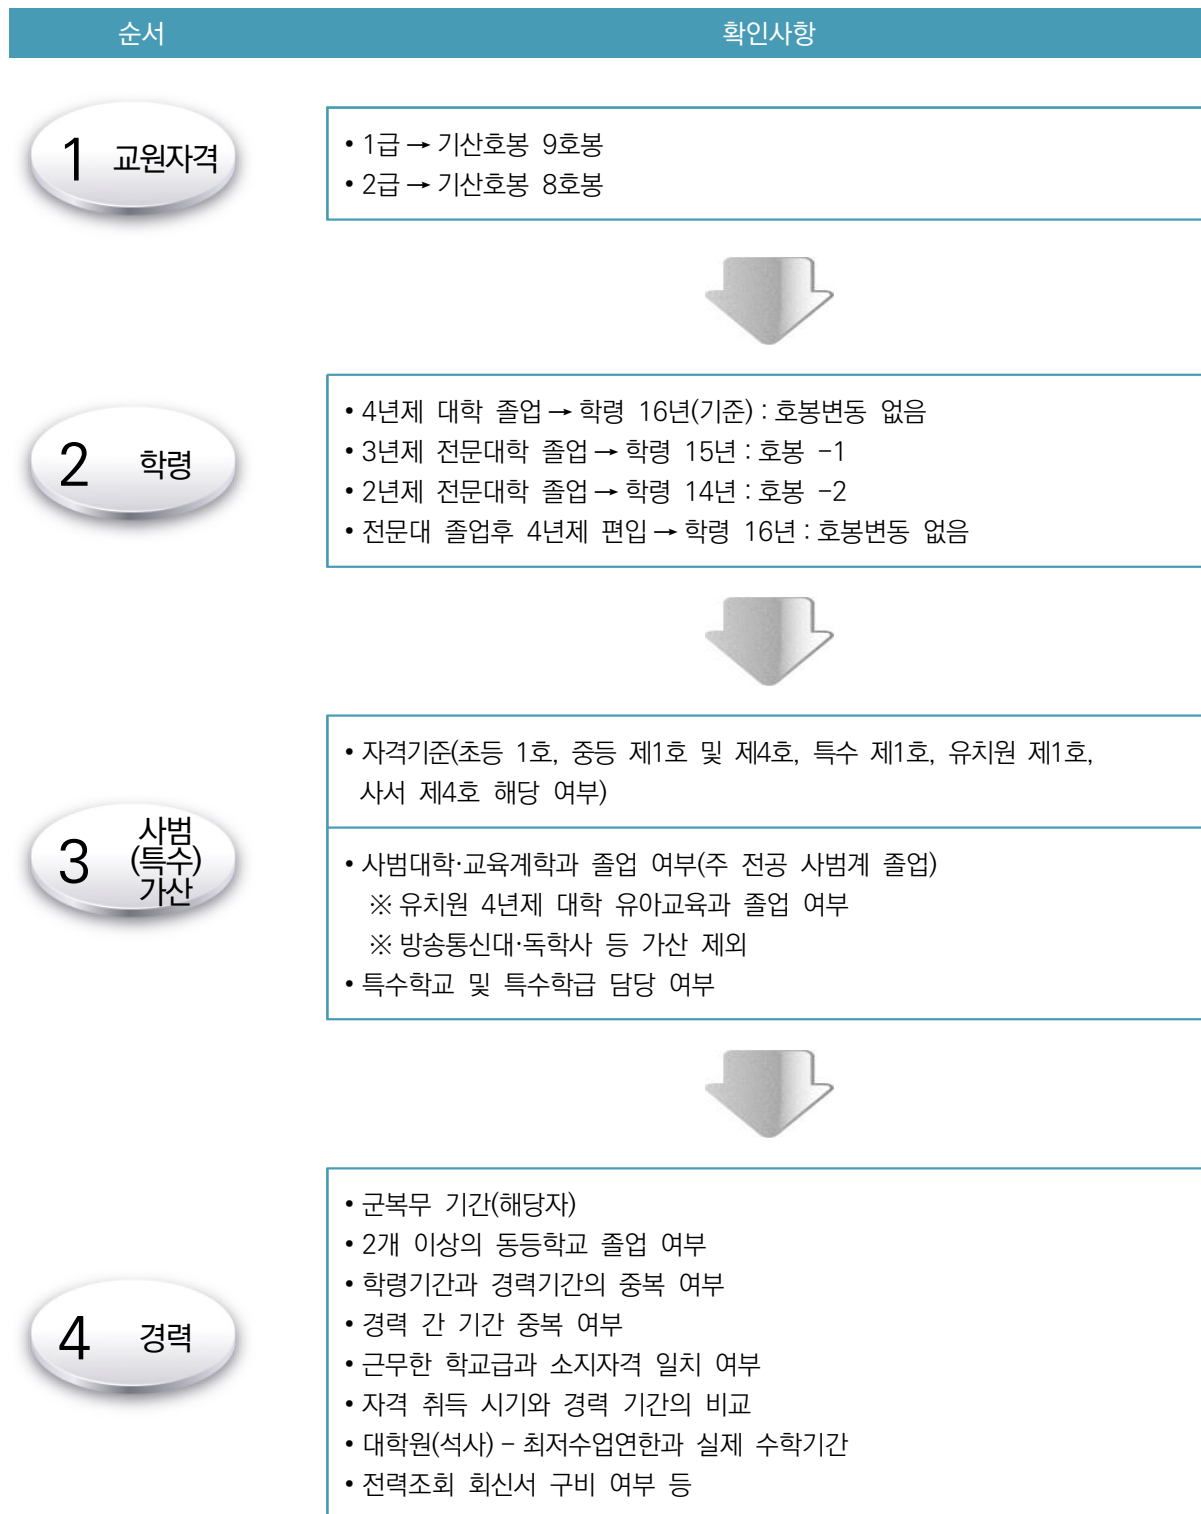 순서 확인사항
1 교원자격
• 1급 → 기산호봉 9호봉
• 2급 → 기산호봉 8호봉
2 학령
• 4년제 대학 졸업 → 학령 16년(기준) : 호봉변동 없음
• 3년제 전문대학 졸업 → 학령 15년 : 호봉 -1
• 2년제 전문대학 졸업 → 학령 14년 : 호봉 -2
• 전문대 졸업후 4년제 편입 → 학령 16년 : 호봉변동 없음
3 사범
(특수)
가산
• 자격기준(초등 1호, 중등 제1호 및 제4호, 특수 제1호, 유치원 제1호,
사서 제4호 해당 여부)
• 사범대학·교육계학과 졸업 여부(주 전공 사범계 졸업)
※ 유치원 4년제 대학 유아교육과 졸업 여부
※ 방송통신대·독학사 등 가산 제외
• 특수학교 및 특수학급 담당 여부
4 경력
• 군복무 기간(해당자)
• 2개 이상의 동등학교 졸업 여부
• 학령기간과 경력기간의 중복 여부
• 경력 간 기간 중복 여부
• 근무한 학교급과 소지자격 일치 여부
• 자격 취득 시기와 경력 기간의 비교
• 대학원(석사) - 최저수업연한과 실제 수학기간
• 전력조회 회신서 구비 여부 등